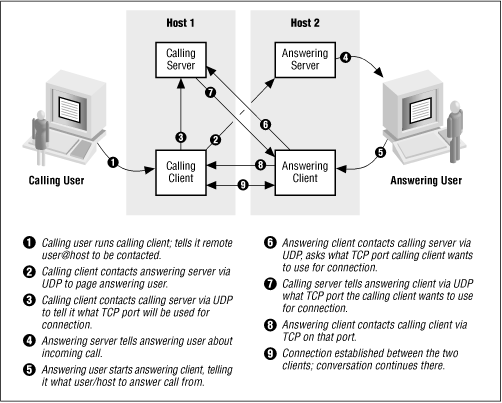 Host 1
Host 2
Calling
Server
Answering
Server
4
7
6
3
2
5
1
8
9
Calling
Client
Answering
Client
Calling User
Answering User
1 Calling user runs calling client; tells it remote
user@host to be contacted.
2 Calling client contacts answering server via
UDP to page answering user.
3 Calling client contacts calling server via UDP
to tell it what TCP port will be used for
connection.
4 Answering server tells answering user about
incoming call.
5 Answering user starts answering client, telling
it what user/host to answer call from.
6 Answering client contacts calling server via
UDP, asks what TCP port calling client wants
to use for connection.
7 Calling server tells answering client via UDP
what TCP port the calling client wants to use
for connection.
8 Answering client contacts calling client via
TCP on that port.
9 Connection established between the two
clients; conversation continues there.